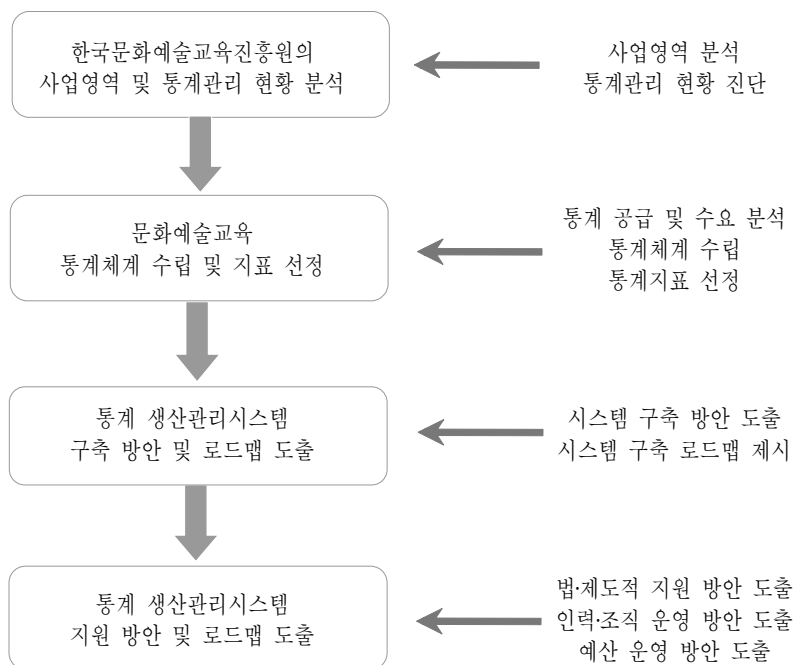 한국문화예술교육진흥원의
사업영역 및 통계관리 현황 분석
사업영역 분석
통계관리 현황 진단
문화예술교육
통계체계 수립 및 지표 선정
통계 공급 및 수요 분석
통계체계 수립
통계지표 선정
통계 생산관리시스템
구축 방안 및 로드맵 도출
시스템 구축 방안 도출
시스템 구축 로드맵 제시
통계 생산관리시스템
지원 방안 및 로드맵 도출
법·제도적 지원 방안 도출
인력·조직 운영 방안 도출
예산 운영 방안 도출